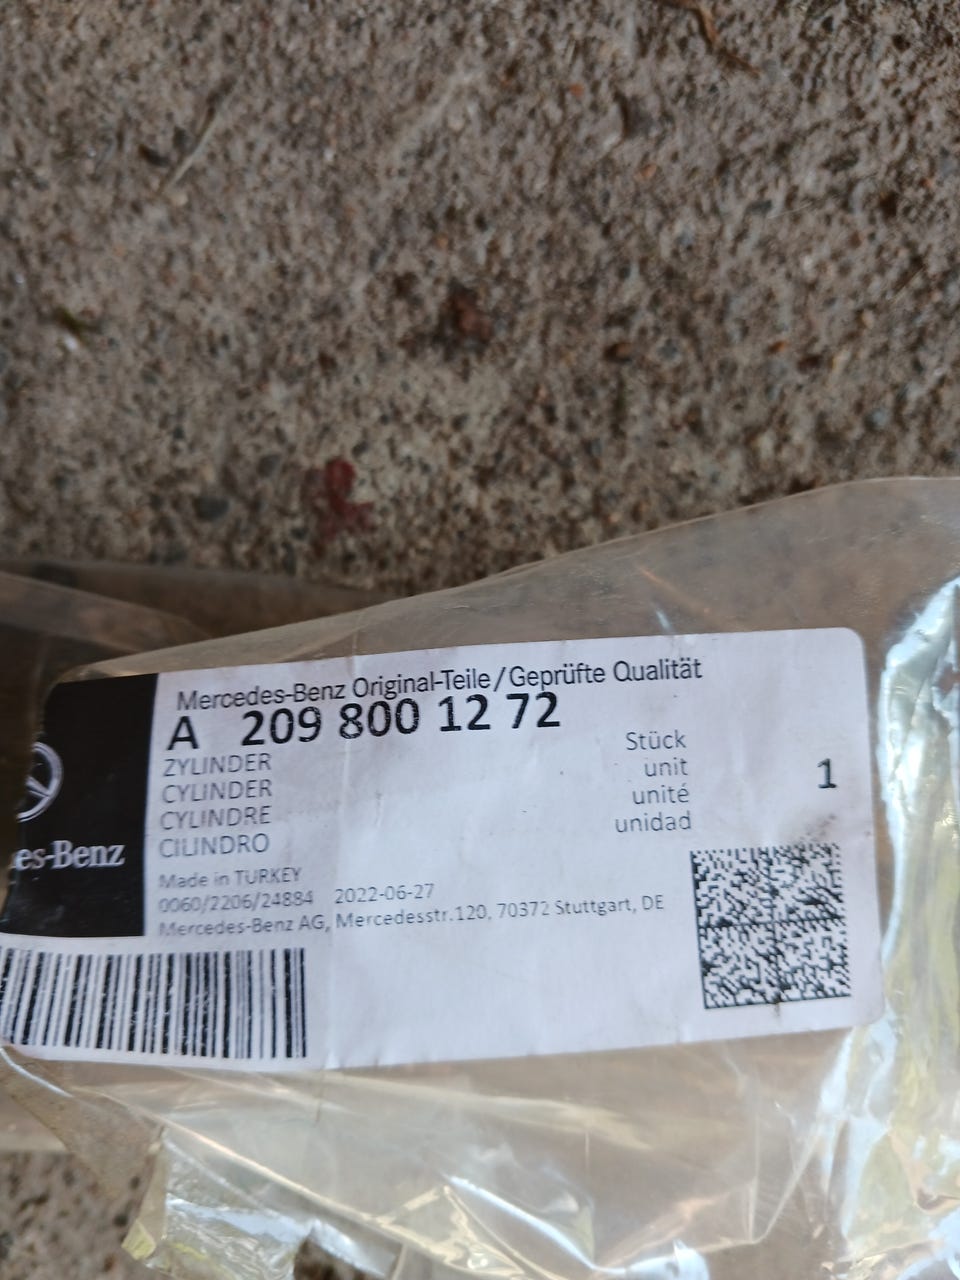 Mercedes-Benz Original-Teile/Geprüfte Qualität
A 209 800 12 72
ZYLINDER
CYLINDER
CYLINDRE
CILINDRO
Stück
unit
unité
unidad
1
Made in TURKEY
0060/2206/24884 2022-06-27
Mercedes-Benz AG, Mercedesstr.120, 70372 Stuttgart, DE
es-Benz